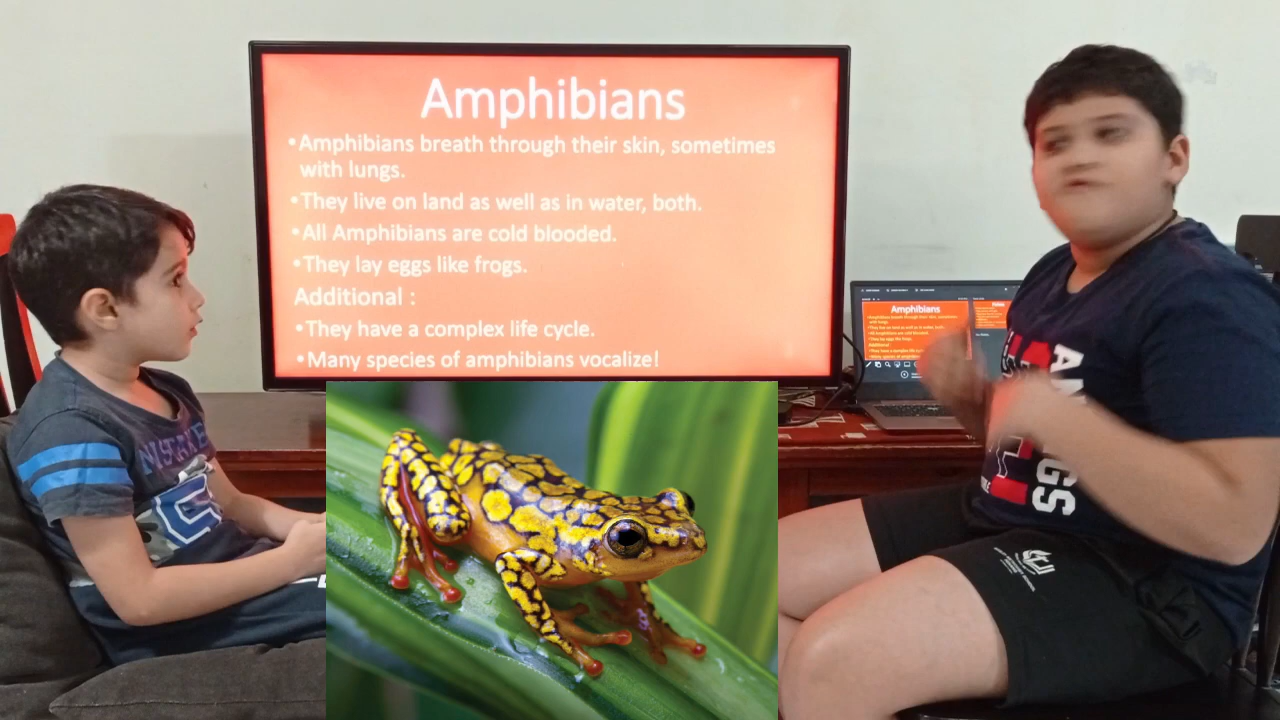 Amphibians
•Amphibians breath through their skin, sometimes
with lungs.
•They live on land as well as in water, both.
•All Amphibians are cold blooded.
•They lay eggs like frogs.
Additional :
•They have a complex life cycle.
•Many species of amphibians vocalize!
Amphibians
MISTAKE